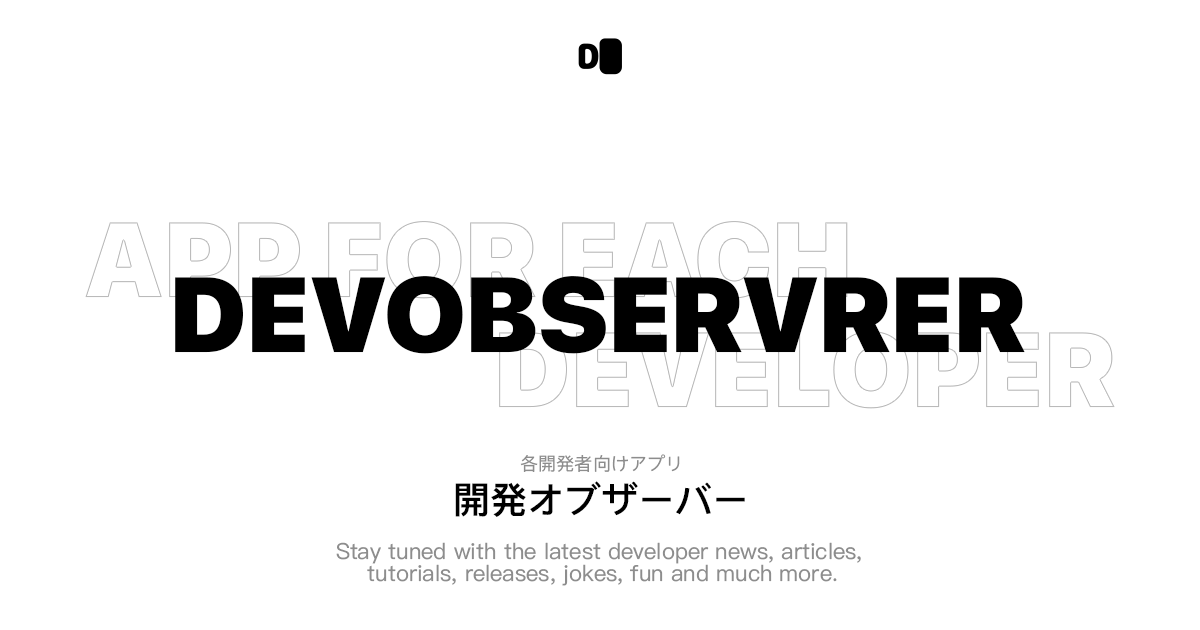 D
APP FOR EACH
DEVOBSERVRER
DEVELOPER
各開発者向けアプリ
開発オブザーバー
Stay tuned with the latest developer news, articles,
tutorials, releases, jokes, fun and much more.